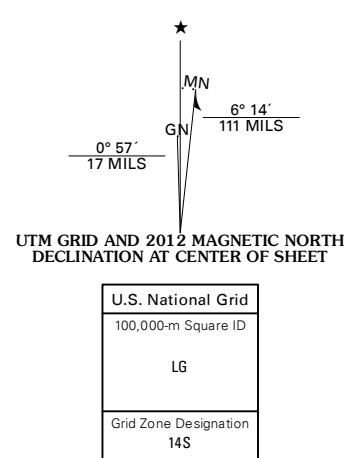 ★
MN
GN
6° 14´
111 MILS
0° 57´
17 MILS
UTM GRID AND 2012 MAGNETIC NORTH
DECLINATION AT CENTER OF SHEET
U.S. National Grid
100,000-m Square ID
LG
Grid Zone Designation
14S